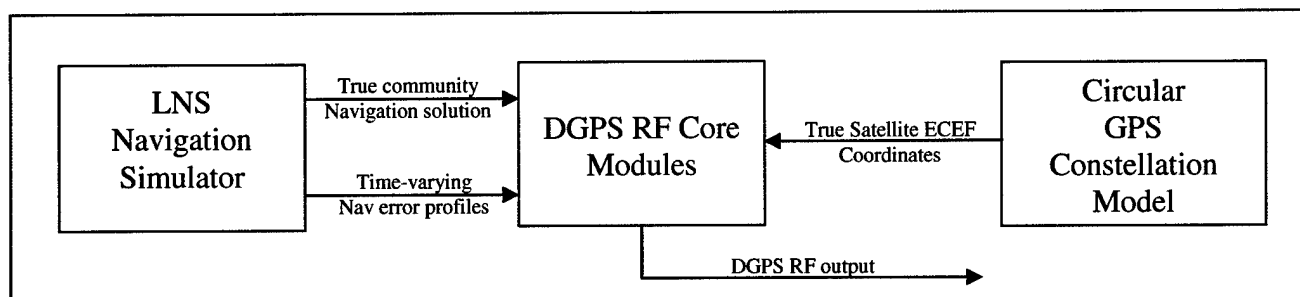 LNS
Navigation
Simulator
True community
Navigation solution
Time-varying
Nav error profiles
DGPS RF Core
Modules
True Satellite ECEF
Coordinates
Circular
GPS
Constellation
Model
DGPS RF output